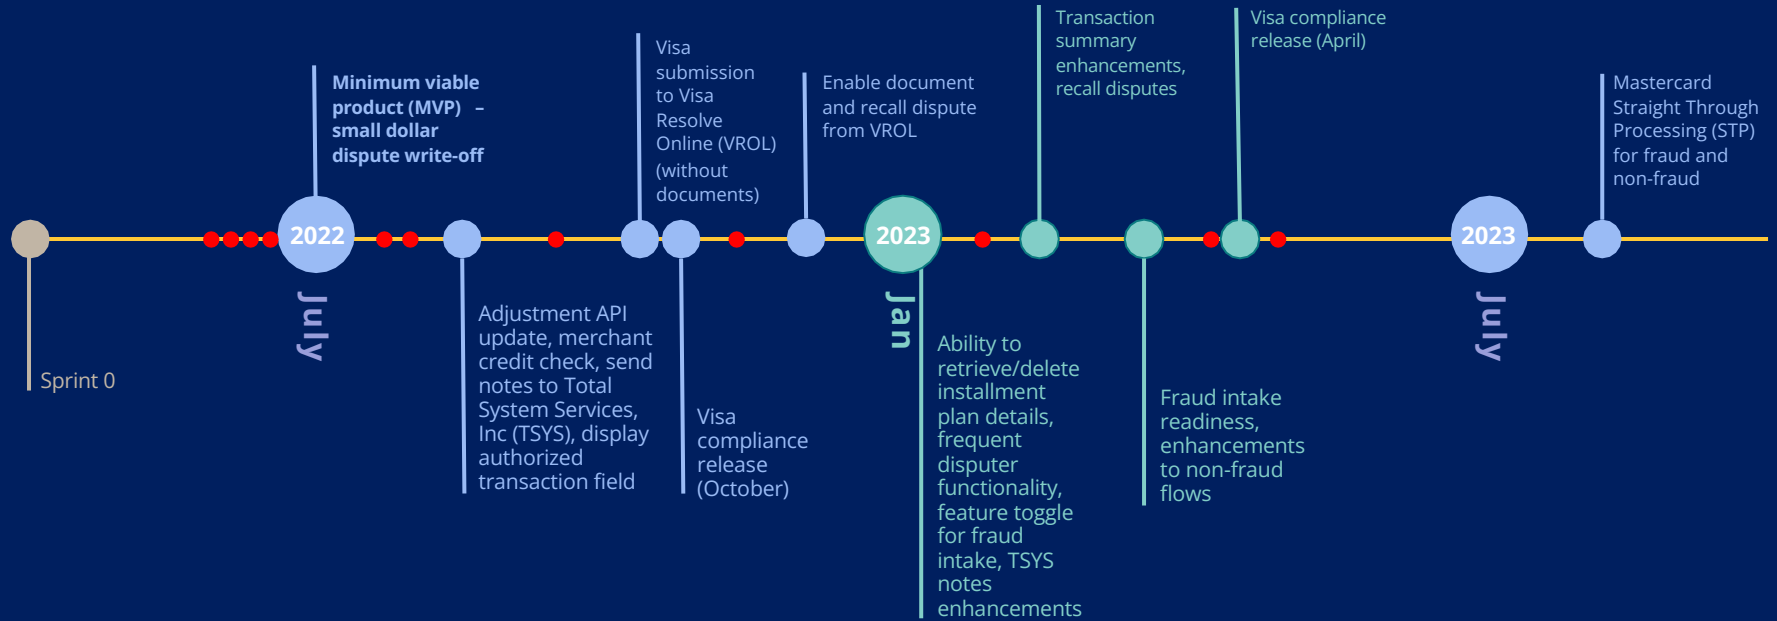 Sprint 0
Minimum viable
product (MVP) –
small dollar
dispute write-off
2022
July
Adjustment API
update, merchant
credit check, send
notes to Total
System Services,
Inc (TSYS), display
authorized
transaction field
Visa
submission
to Visa
Resolve
Online (VROL)
(without
documents)
Visa
compliance
release
(October)
Enable document
and recall dispute
from VROL
2023
Jan
Ability to
retrieve/delete
installment
plan details,
frequent
disputer
functionality,
feature toggle
for fraud
intake, TSYS
notes
enhancements
Transaction
summary
enhancements,
recall disputes
Fraud intake
readiness,
enhancements
to non-fraud
flows
Visa compliance
release (April)
2023
July
Mastercard
Straight Through
Processing (STP)
for fraud and
non-fraud